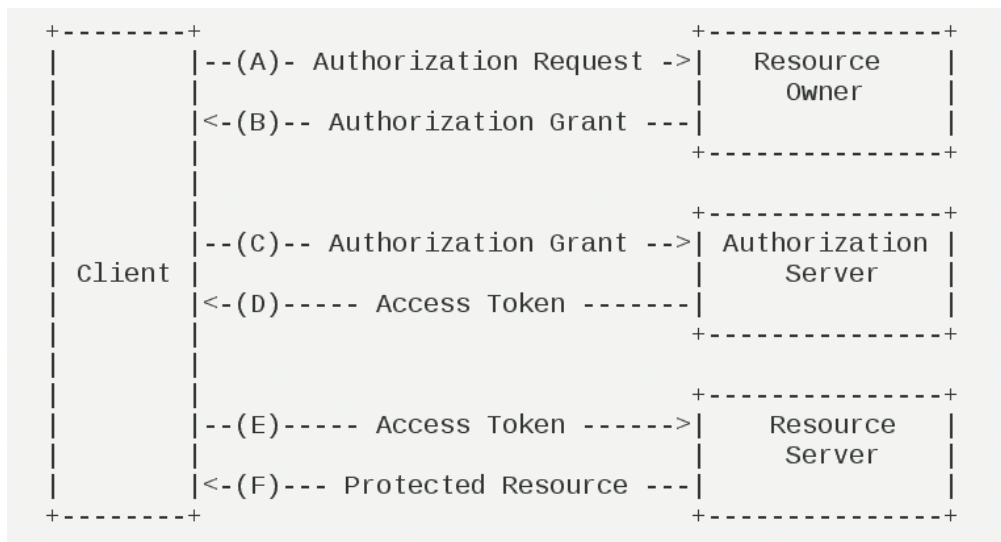 +--------+                               +---------------+
|        |--(A)- Authorization Request ->|   Resource    |
|        |                               |     Owner     |
|        |<-(B)-- Authorization Grant ---|               |
|        |                               +---------------+
|        |
|        |                               +---------------+
|        |--(C)-- Authorization Grant -->| Authorization |
| Client |                               |     Server    |
|        |<-(D)----- Access Token -------|               |
|        |                               +---------------+
|        |
|        |                               +---------------+
|        |--(E)----- Access Token ------>|    Resource   |
|        |                               |     Server    |
|        |<-(F)--- Protected Resource ---|               |
+--------+                               +---------------+